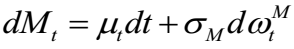 dM_t = μ_t dt + σ_M dω_t^M